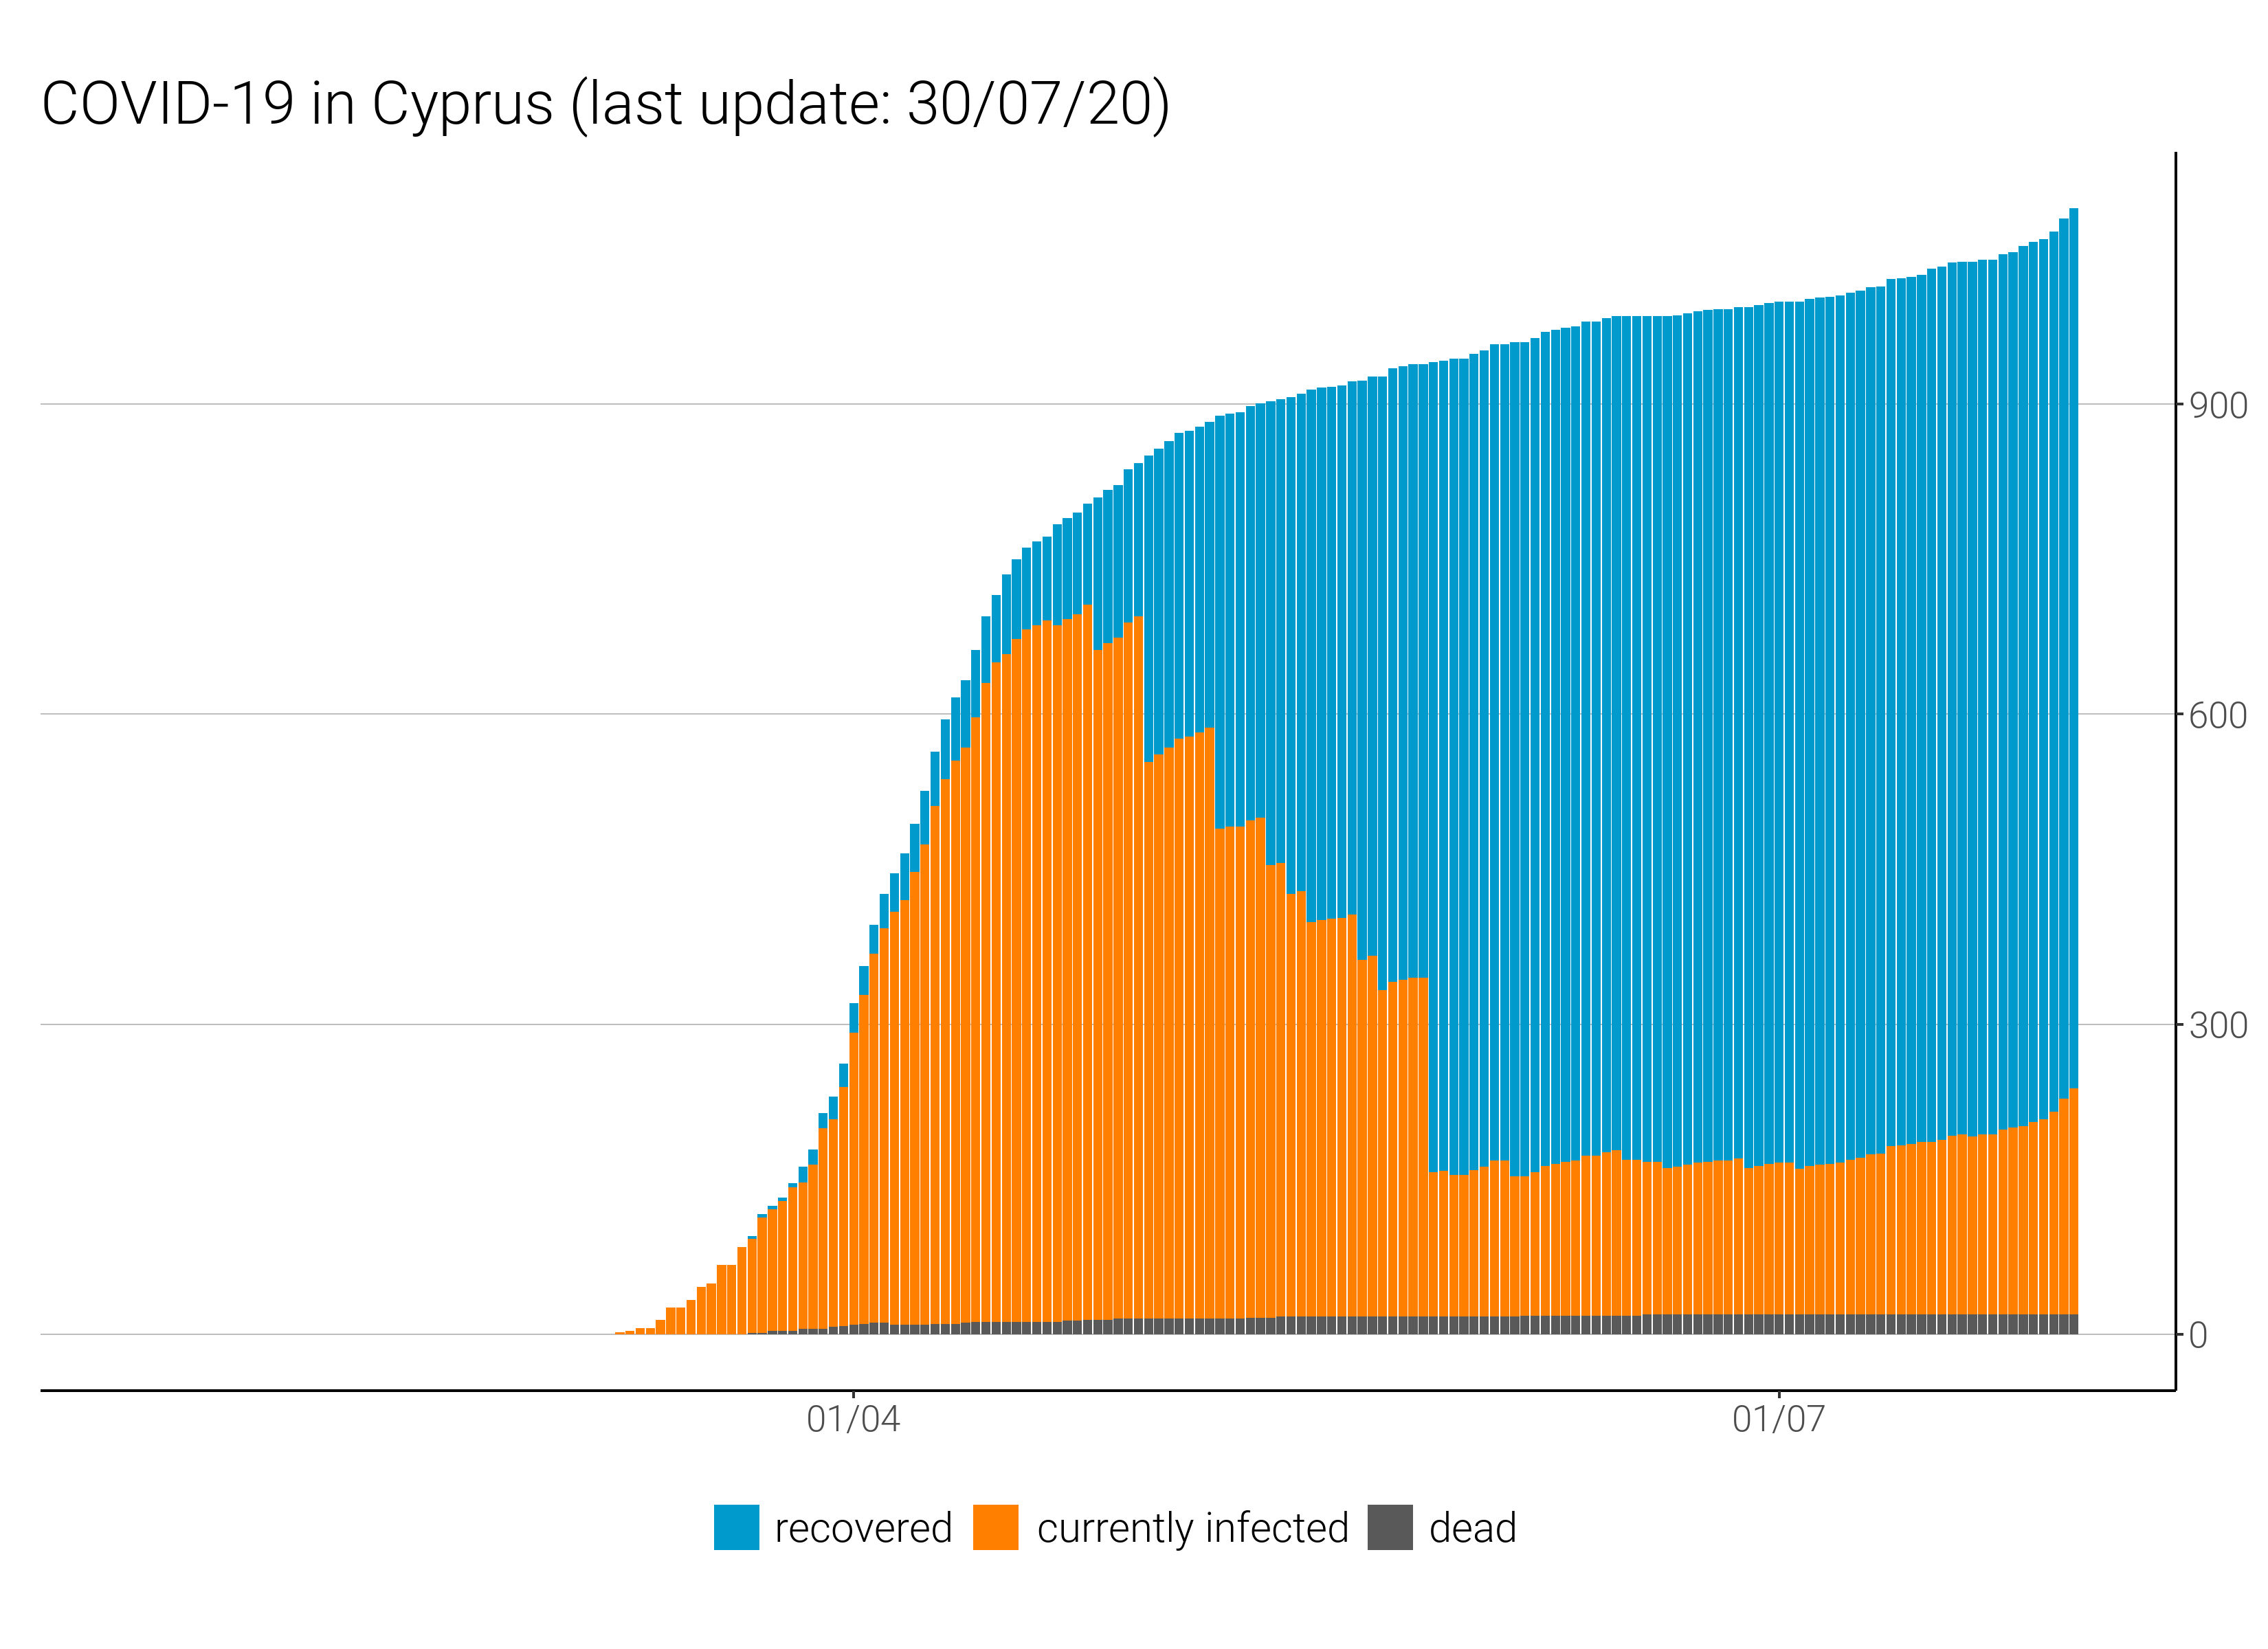 COVID-19 in Cyprus (last update: 30/07/20)
900
600
300
0
01/04 01/07
recovered currently infected dead